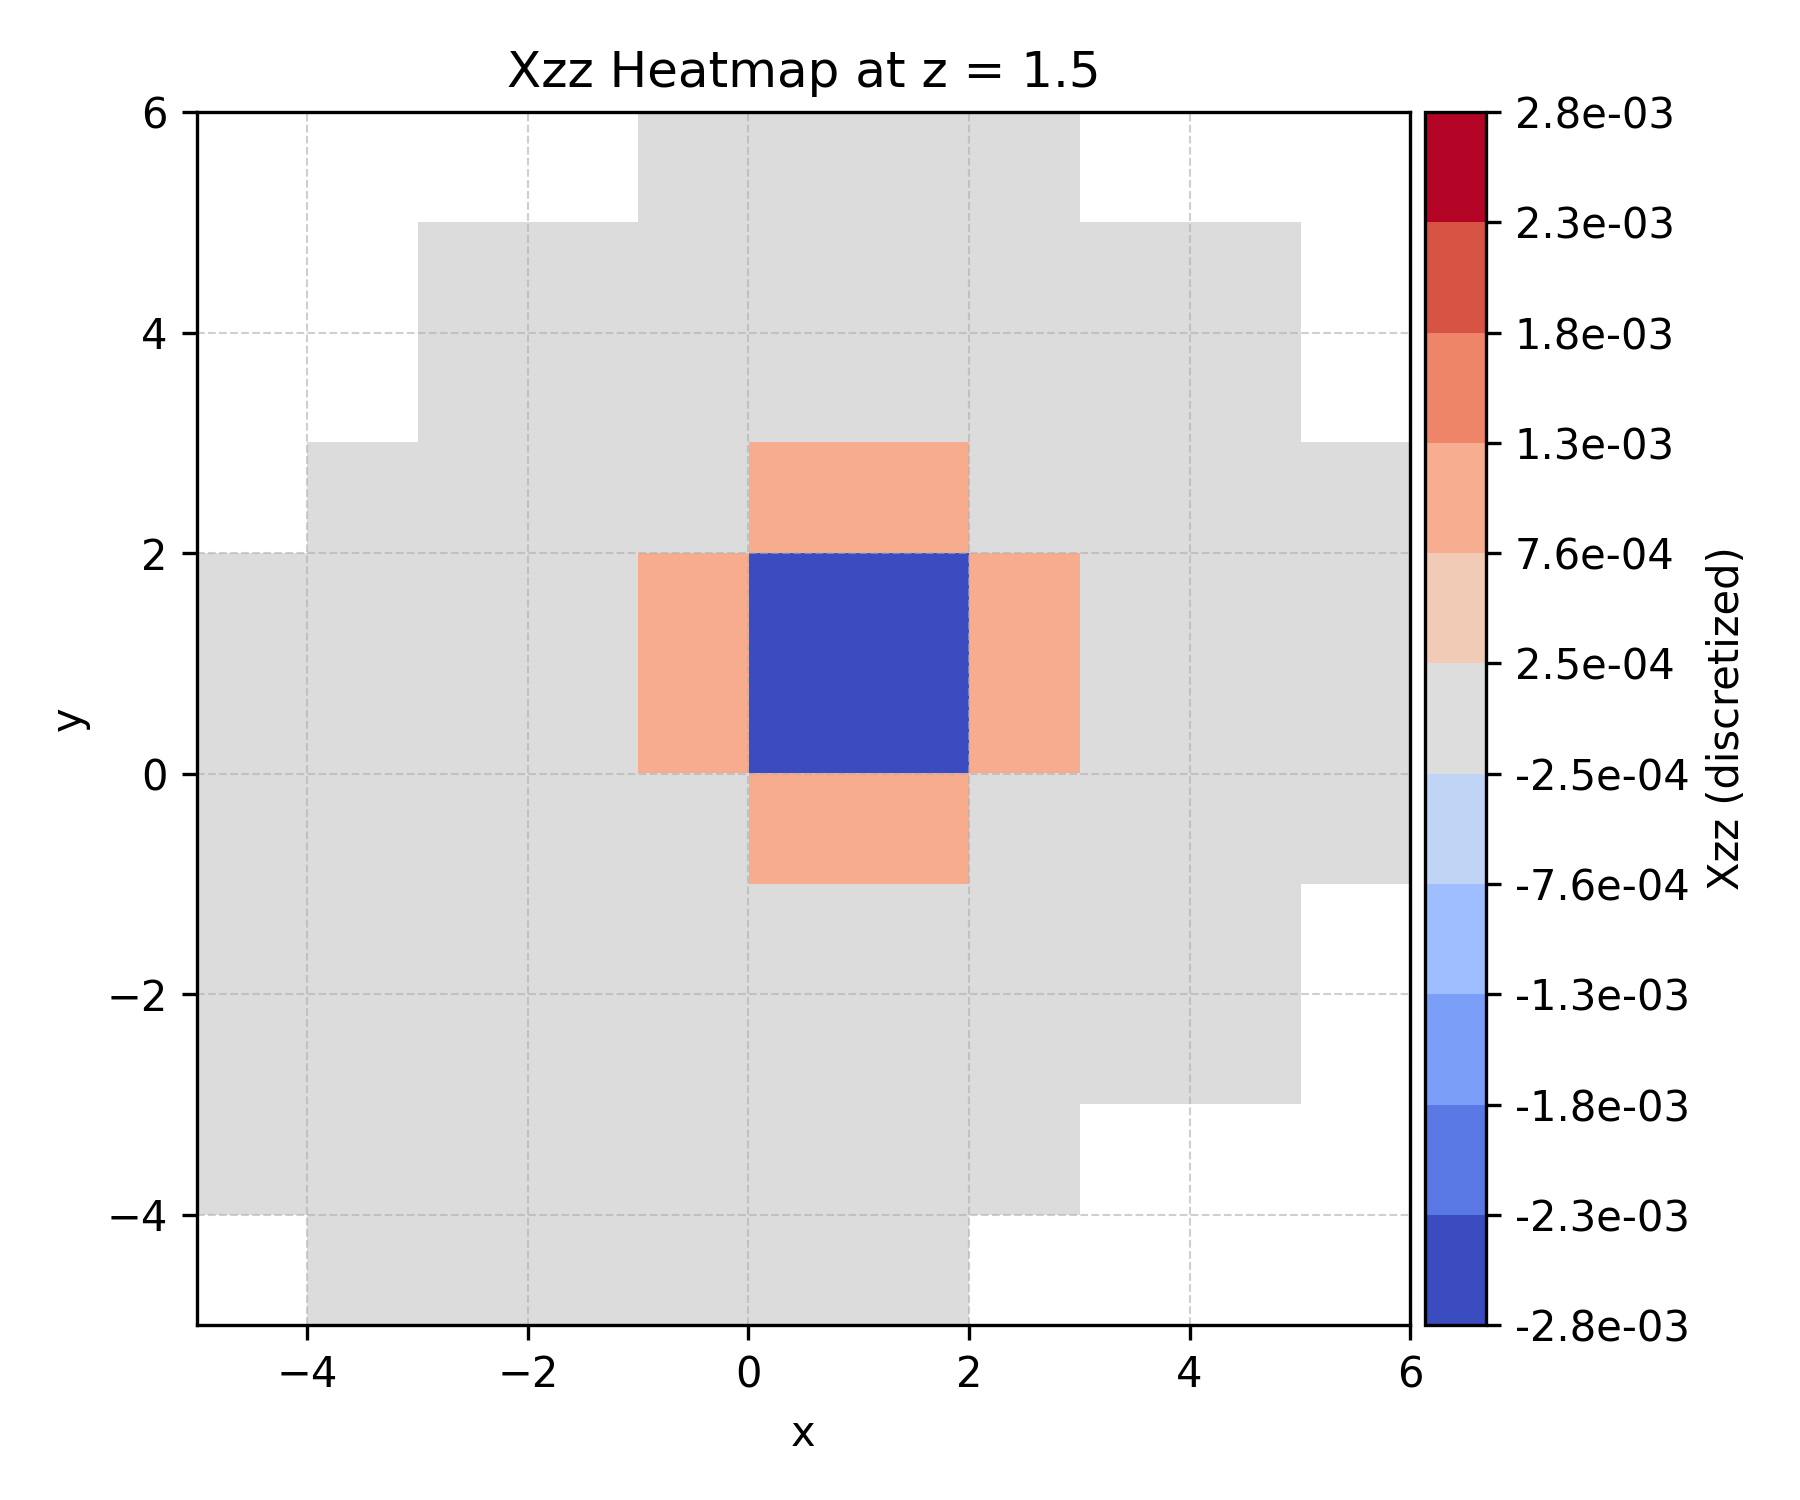 Xzz Heatmap at z = 1.5
6
4
2
0
−2
−4
y
−4 −2 0 2 4 6
x
2.8e-03
2.3e-03
1.8e-03
1.3e-03
7.6e-04
2.5e-04
-2.5e-04
-7.6e-04
-1.3e-03
-1.8e-03
-2.3e-03
-2.8e-03
Xzz (discretized)